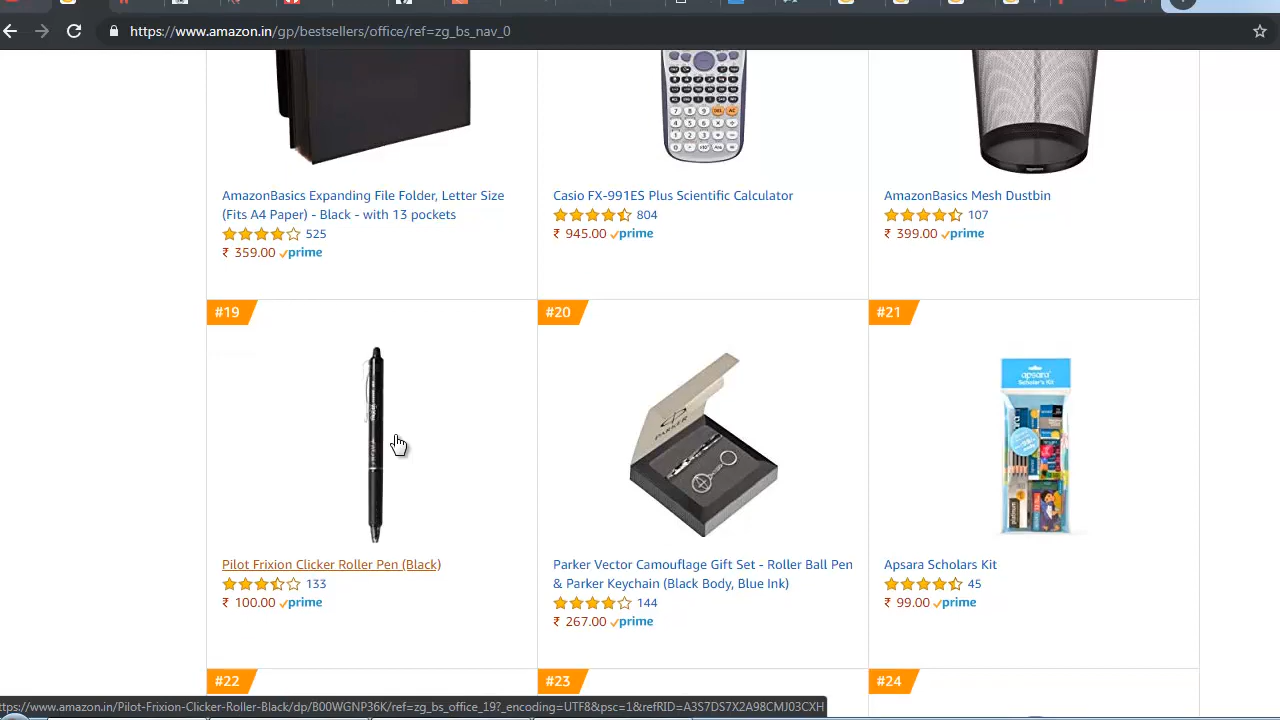 https://www.amazon.in/gp/bestsellers/office/ref=zg_bs_nav_0
AmazonBasics Expanding File Folder, Letter Size
(Fits A4 Paper) - Black - with 13 pockets
525
₹ 359.00 prime
Casio FX-991ES Plus Scientific Calculator
804
₹ 945.00 prime
AmazonBasics Mesh Dustbin
107
₹ 399.00 prime
#19
#20
#21
PARKER
apsara
Scholar's Kit
Pilot Frixion Clicker Roller Pen (Black)
133
₹ 100.00 prime
Parker Vector Camouflage Gift Set - Roller Ball Pen
& Parker Keychain (Black Body, Blue Ink)
144
₹ 267.00 prime
Apsara Scholars Kit
45
₹ 99.00 prime
#22
#23
#24
https://www.amazon.in/Pilot-Frixion-Clicker-Roller-Black/dp/B00WGNP36K/ref=zg_bs_office_19?_encoding=UTF8&psc=1&refRID=A3S7DS7X2A98CMJ03CXH